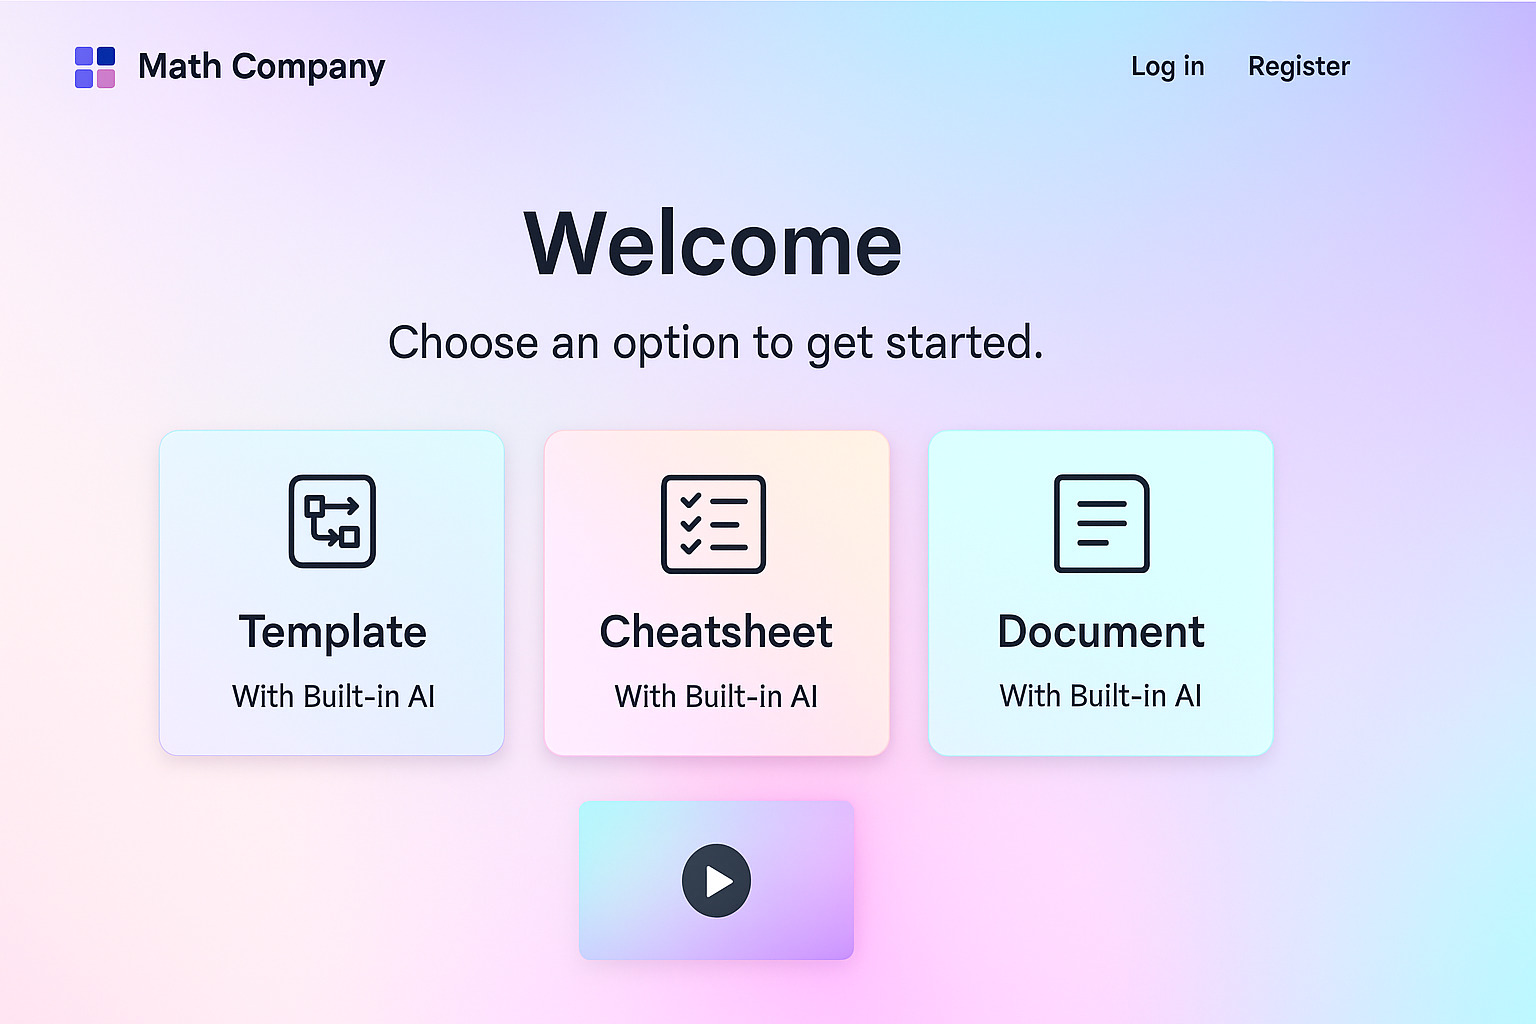 Math Company
Log in
Register
Welcome
Choose an option to get started.
Template
With Built-in AI
Cheatsheet
With Built-in AI
Document
With Built-in AI